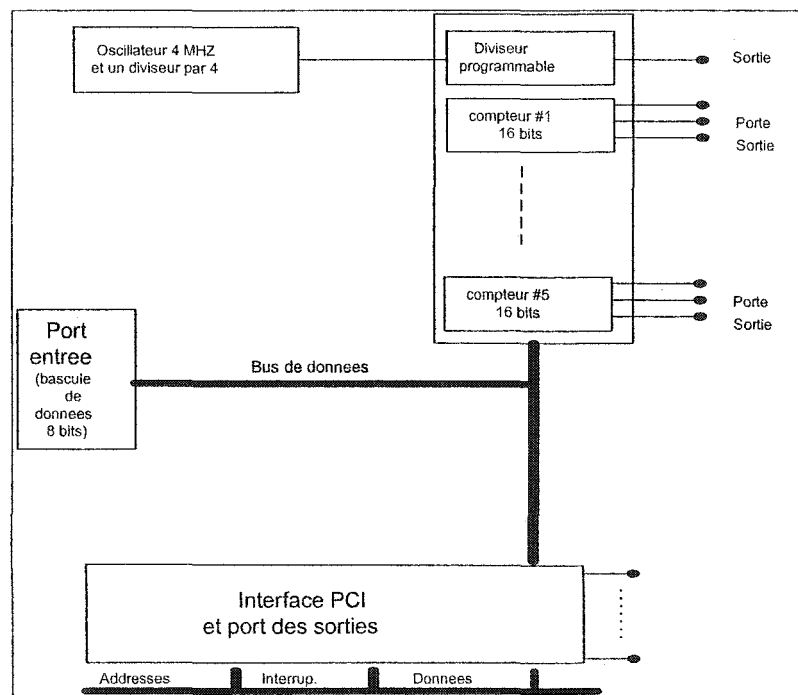 Oscillateur 4 MHZ
et un diviseur par 4
Diviseur
programmable
Sortie
compteur #1
16 bits
Porte
Sortie
compteur #5
16 bits
Porte
Sortie
Port
entree
(bascule
de
donnees
8 bits)
Bus de donnees
Interface PCI
et port des sorties
Addresses
Interrup.
Donnees